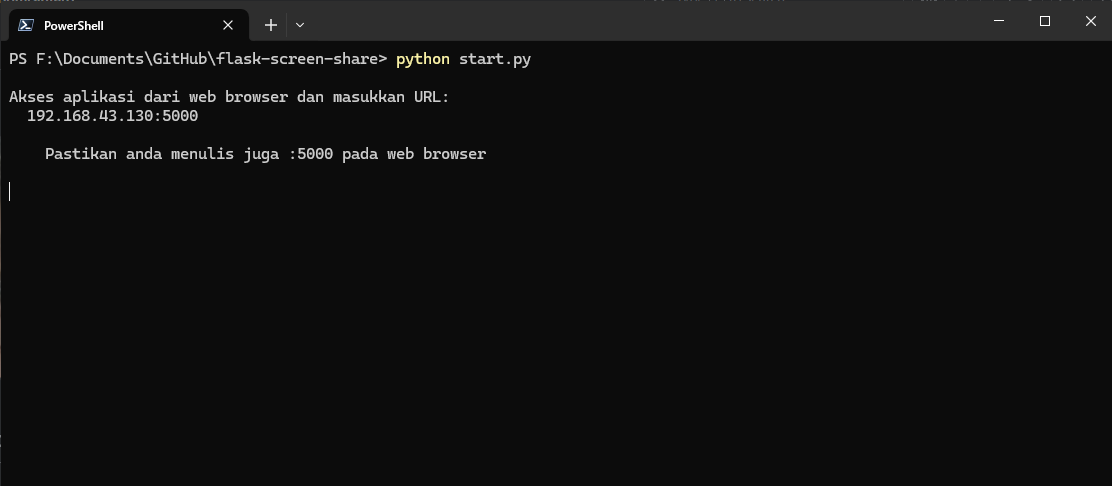 PowerShell
PS F:\Documents\GitHub\flask-screen-share> python start.py
Akses aplikasi dari web browser dan masukkan URL:
192.168.43.130:5000
Pastikan anda menulis juga :5000 pada web browser